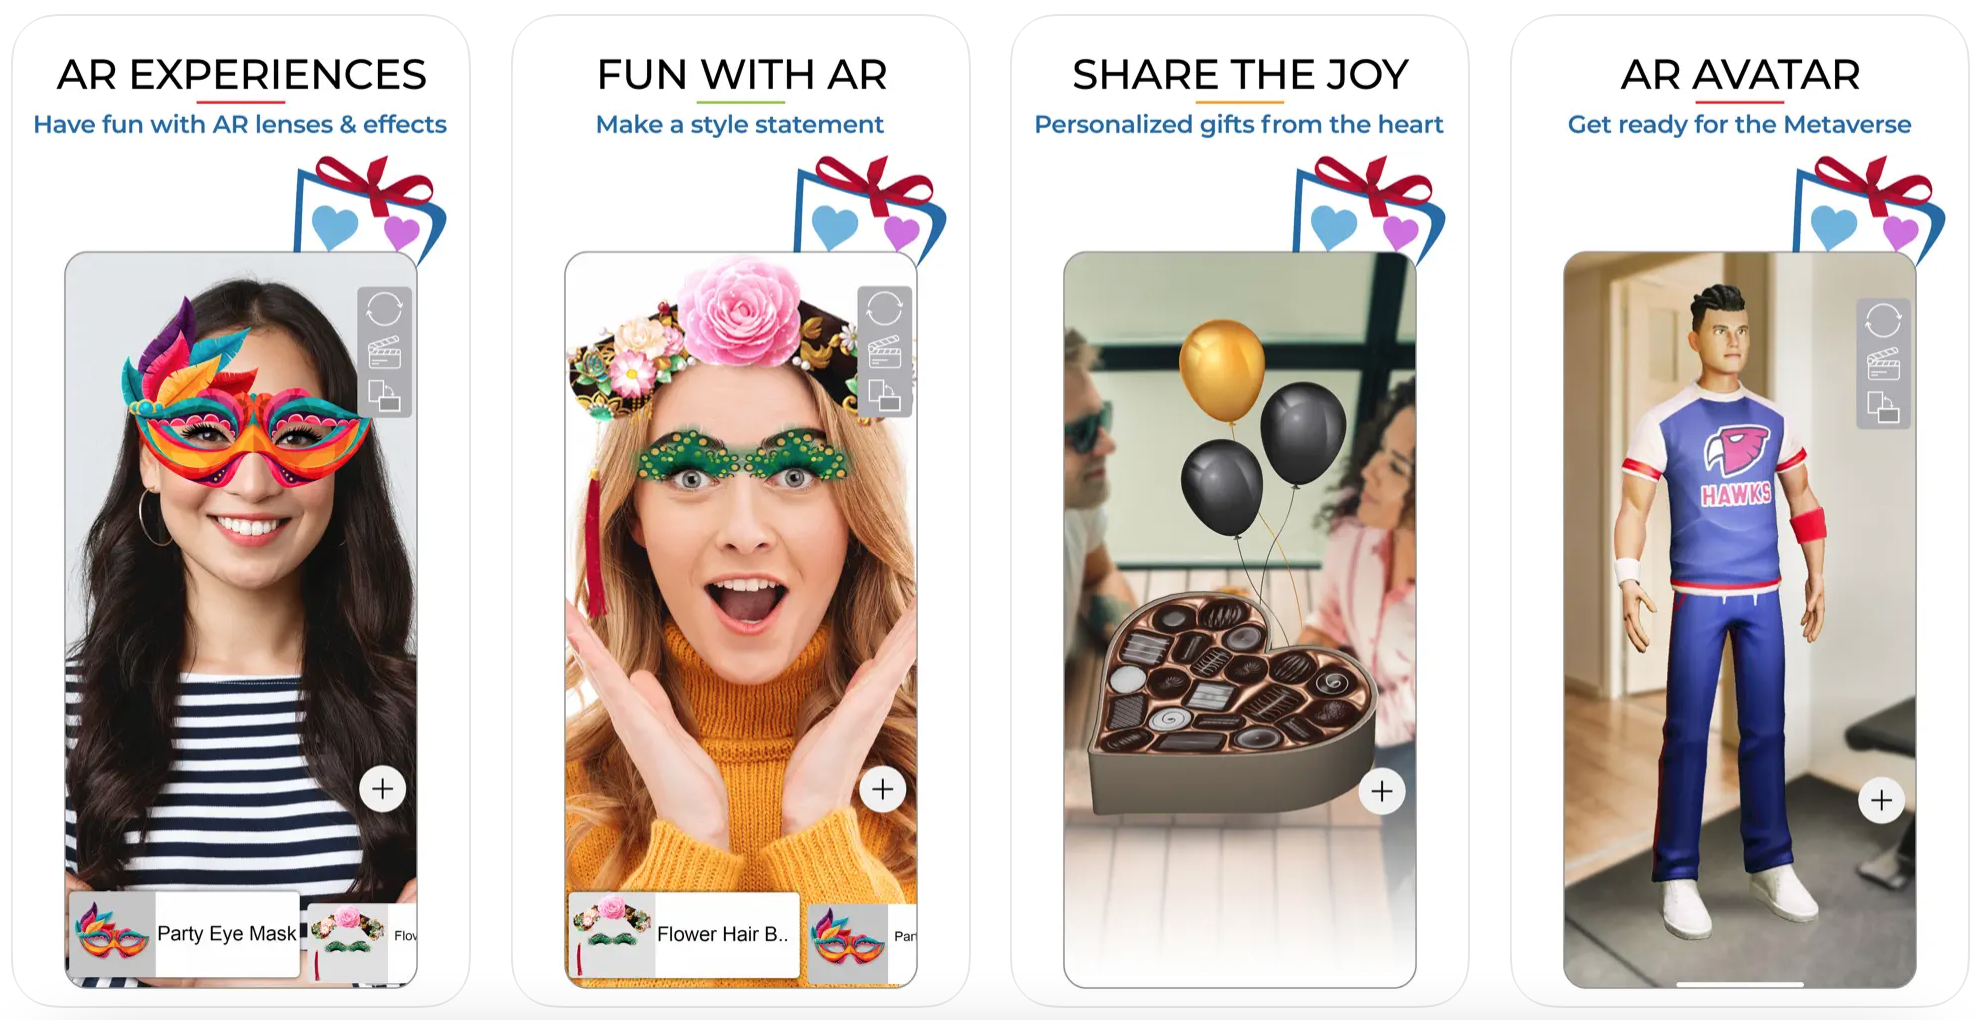 AR EXPERIENCES
Have fun with AR lenses & effects
Party Eye Mask
Flov
FUN WITH AR
Make a style statement
Flower Hair B..
Par
SHARE THE JOY
Personalized gifts from the heart
AR AVATAR
Get ready for the Metaverse
HAWKS